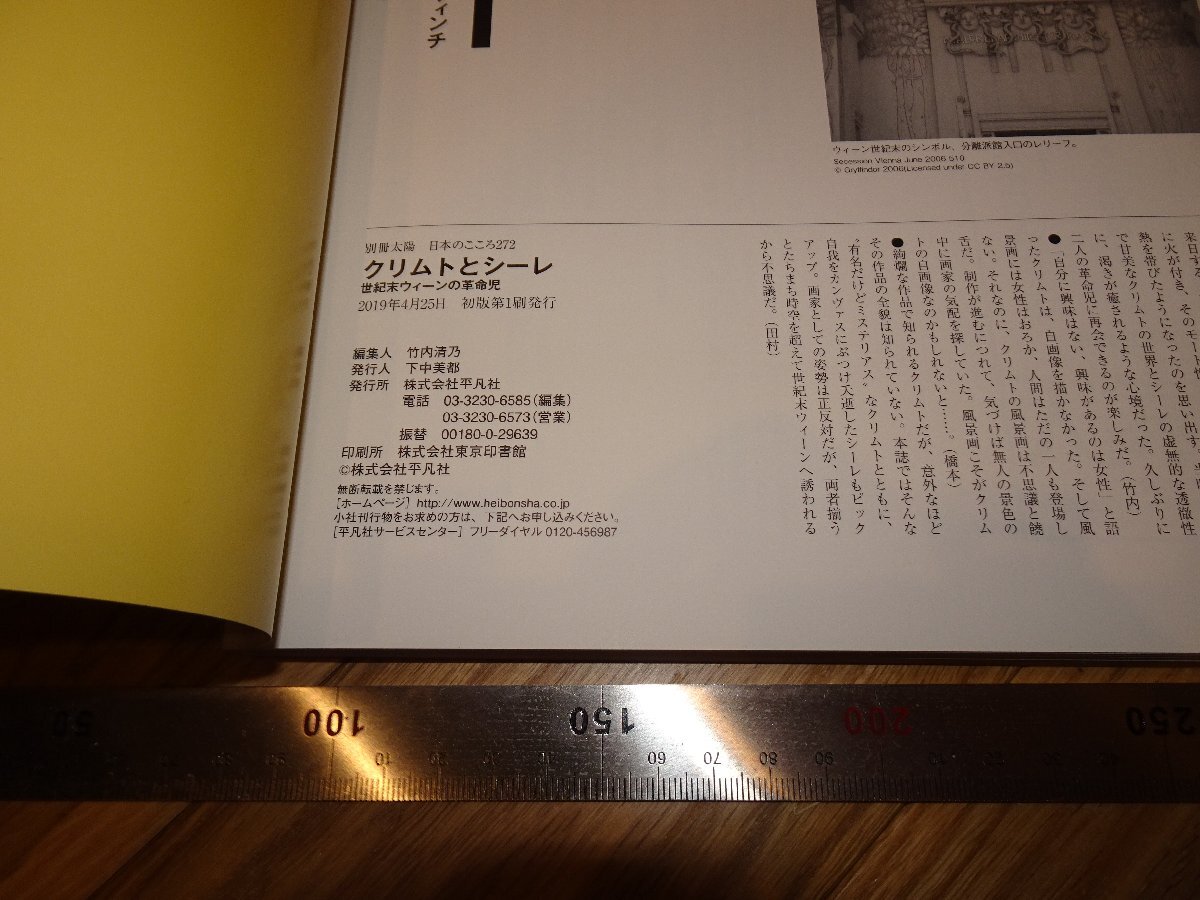 ィンチ
ウィーン世紀末のシンボル、分離派館入口のレリーフ。
Secession Vienna June 2006 510
© Gryffindor 2006(Licensed under CC BY 2.5)
別冊太陽 日本のこころ272
クリムトとシーレ
世紀末ウィーンの革命児
2019年4月25日 初版第1刷発行
編集人 竹内清乃
発行人 下中美都
発行所 株式会社平凡社
電話 03-3230-6585(編集)
03-3230-6573(営業)
振替 00180-0-29639
印刷所 株式会社東京印書館
©株式会社平凡社
無断転載を禁じます。
[ホームページ] http://www.heibonsha.co.jp
小社刊行物をお求めの方は、下記へお申し込みください。
[平凡社サービスセンター] フリーダイヤル 0120-456987
に火が付き、そのモー
熱を帯びたようになったのを思い出す。
で甘美なクリムトの世界とシーレの虚無的な透徹性
に、渇きが癒されるような心境だった。久しぶりに
二人の革命児に再会できるのが楽しみだ。(竹内)
●「自分に興味はない、興味があるのは女性」と語
ったクリムトは、自画像を描かなかった。そして風
景画には女性はおろか、人間はただの一人も登場し
ない。それなのに、クリムトの風景画は不思議と饒
舌だ。制作が進むにつれて、気づけば無人の景色の
中に画家の気配を探していた。風景画こそがクリム
トの自画像なのかもしれないと……。(橋本)
●絢爛な作品で知られるクリムトだが、意外なほど
その作品の全貌は知られていない。本誌ではそんな
〝有名だけどミステリアス〟なクリムトとともに、
自我をカンヴァスにぶつけ夭逝したシーレもピック
アップ。画家としての姿勢は正反対だが、両者揃う
とたちまち時空を超えて世紀末ウィーンへ誘われる
から不思議だ。(田村)
50 100 150 200 250
10 60 70 80 90 10